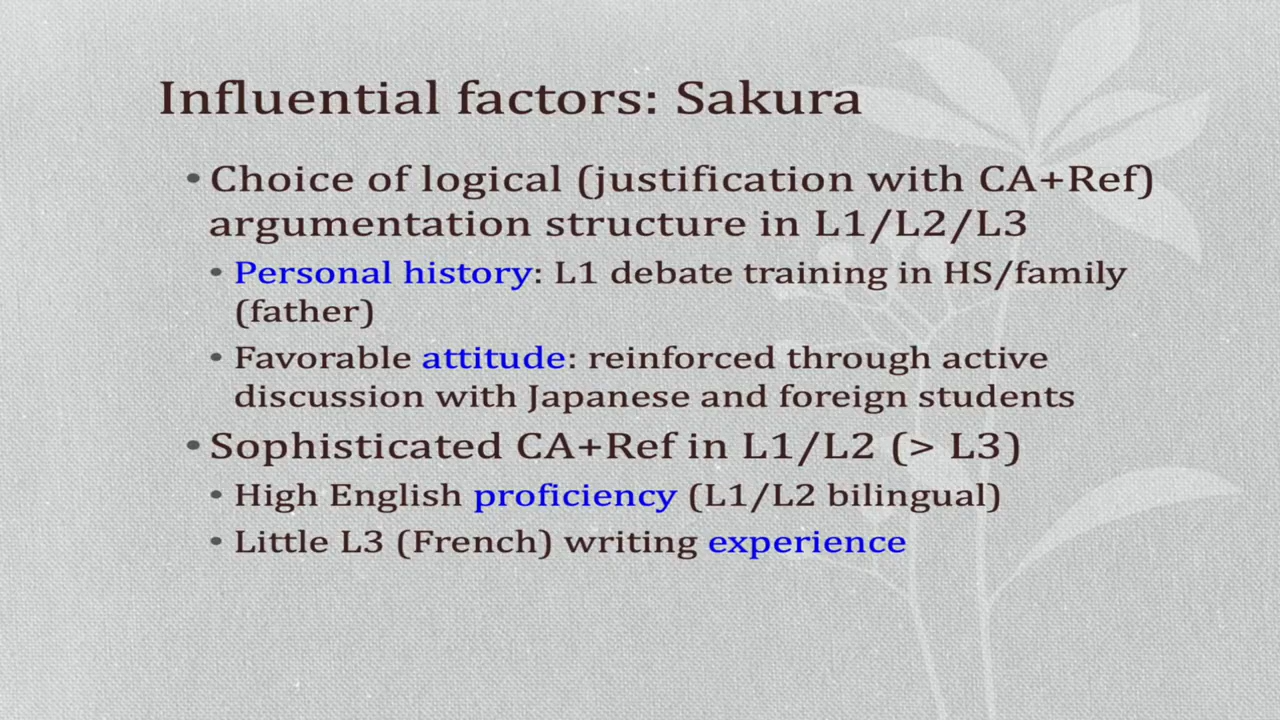 Influential factors: Sakura
• Choice of logical (justification with CA+Ref)
argumentation structure in L1/L2/L3
• Personal history: L1 debate training in HS/family
(father)
• Favorable attitude: reinforced through active
discussion with Japanese and foreign students
• Sophisticated CA+Ref in L1/L2 (> L3)
• High English proficiency (L1/L2 bilingual)
• Little L3 (French) writing experience